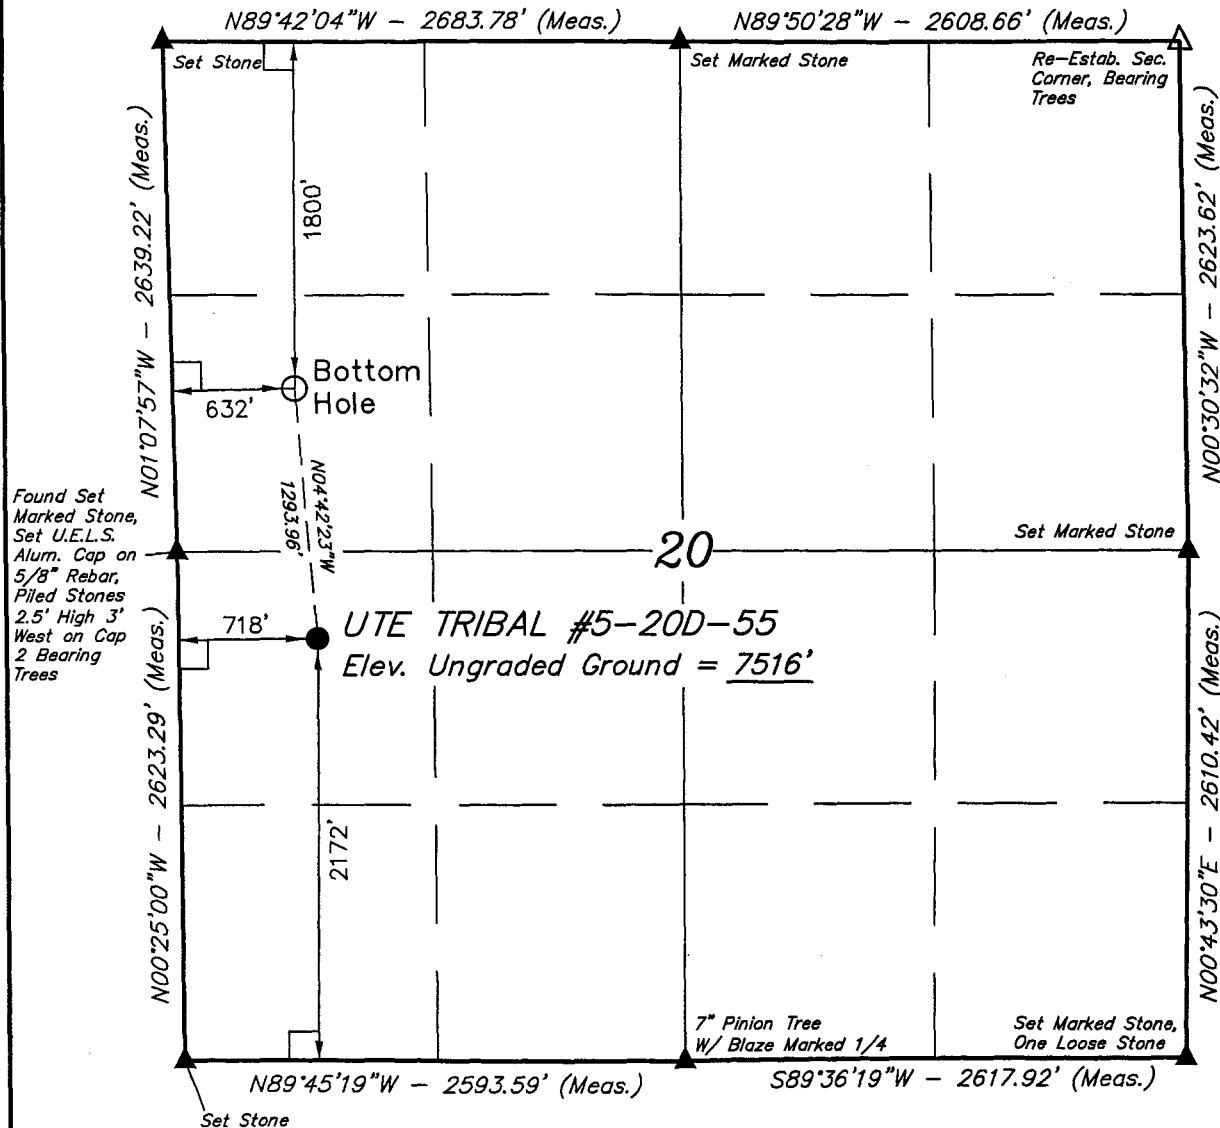 N89°42'04"W - 2683.78' (Meas.)
N89°50'28"W - 2608.66' (Meas.)
Set Stone
Set Marked Stone
Re-Estab. Sec.
Corner, Bearing
Trees
N01°07'57"W - 2639.22' (Meas.)
N00°30'32"W - 2623.62' (Meas.)
1800'
632'
Bottom
Hole
N04°42'23"W
1293.96'
Found Set
Marked Stone,
Set U.E.L.S.
Alum. Cap on
5/8" Rebar,
Piled Stones
2.5' High 3'
West on Cap
2 Bearing
Trees
20
Set Marked Stone
718'
UTE TRIBAL #5-20D-55
Elev. Ungraded Ground = 7516'
N00°25'00"W - 2623.29' (Meas.)
N00°43'30"E - 2610.42' (Meas.)
2172'
7" Pinion Tree
W/ Blaze Marked 1/4
Set Marked Stone,
One Loose Stone
N89°45'19"W - 2593.59' (Meas.)
S89°36'19"W - 2617.92' (Meas.)
Set Stone